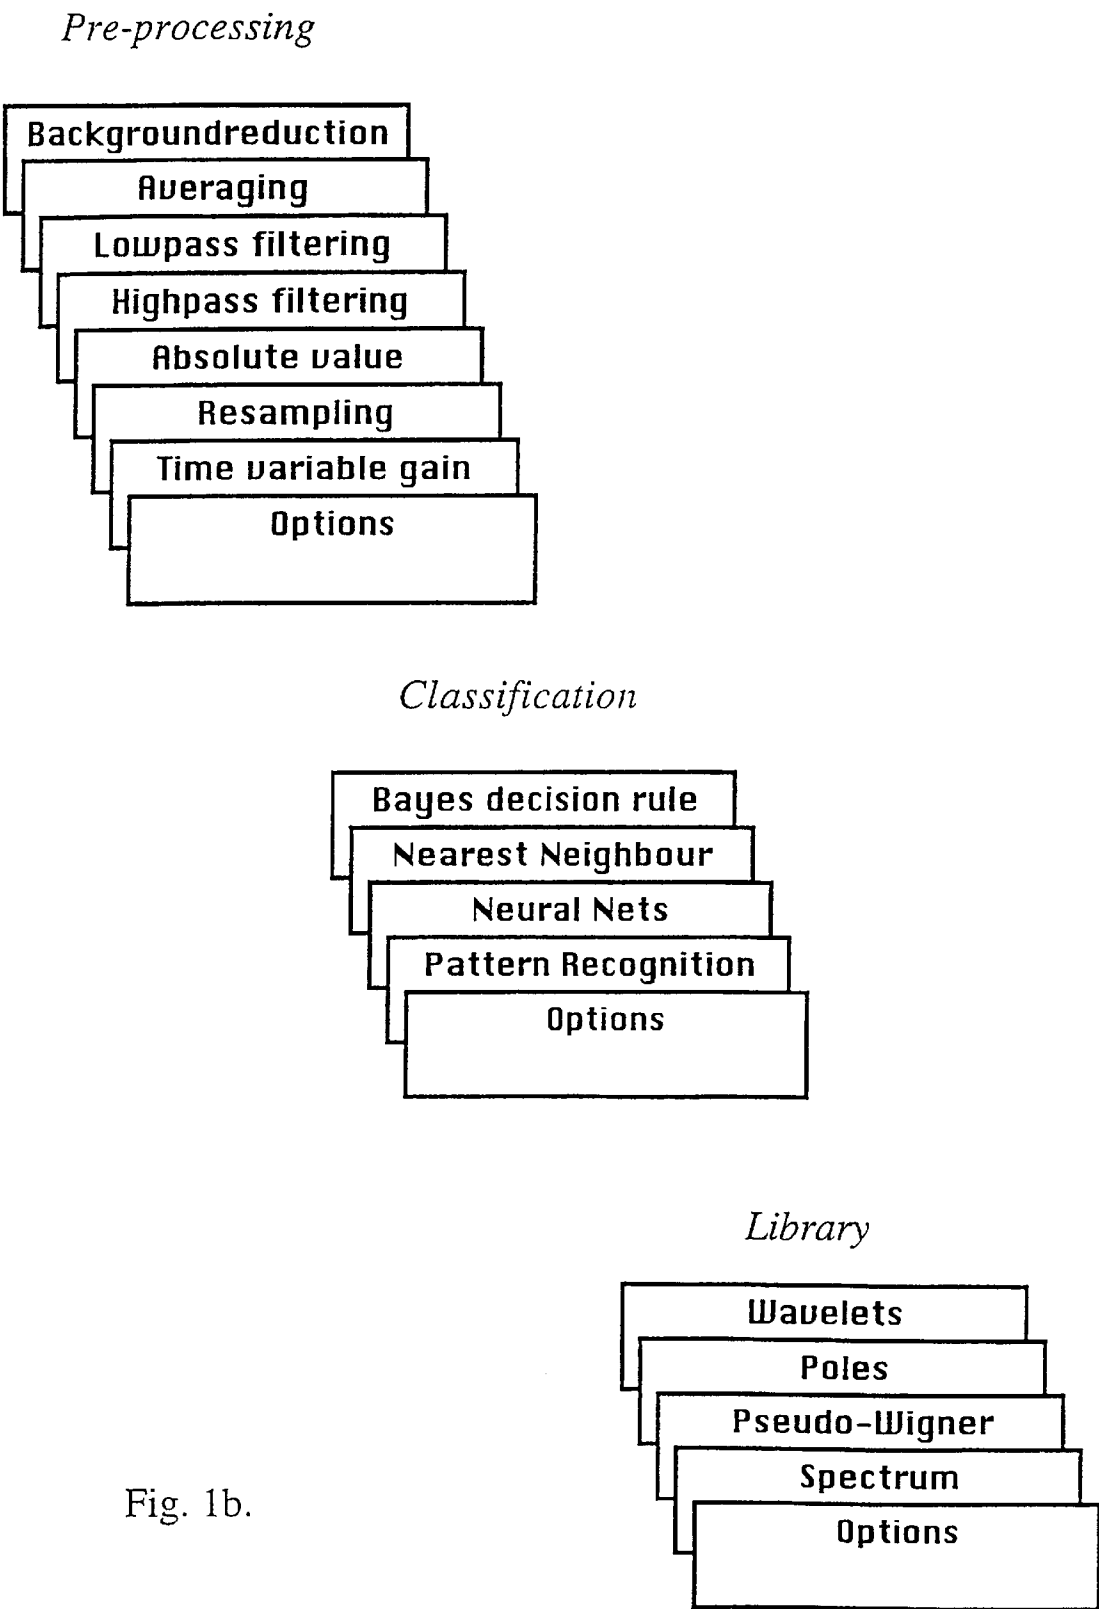 Pre-processing
Backgroundreduction
Averaging
Lowpass filtering
Highpass filtering
Absolute value
Resampling
Time variable gain
Options
Classification
Bayes decision rule
Nearest Neighbour
Neural Nets
Pattern Recognition
Options
Library
Wavelets
Poles
Pseudo-Wigner
Spectrum
Options
Fig. 1b.